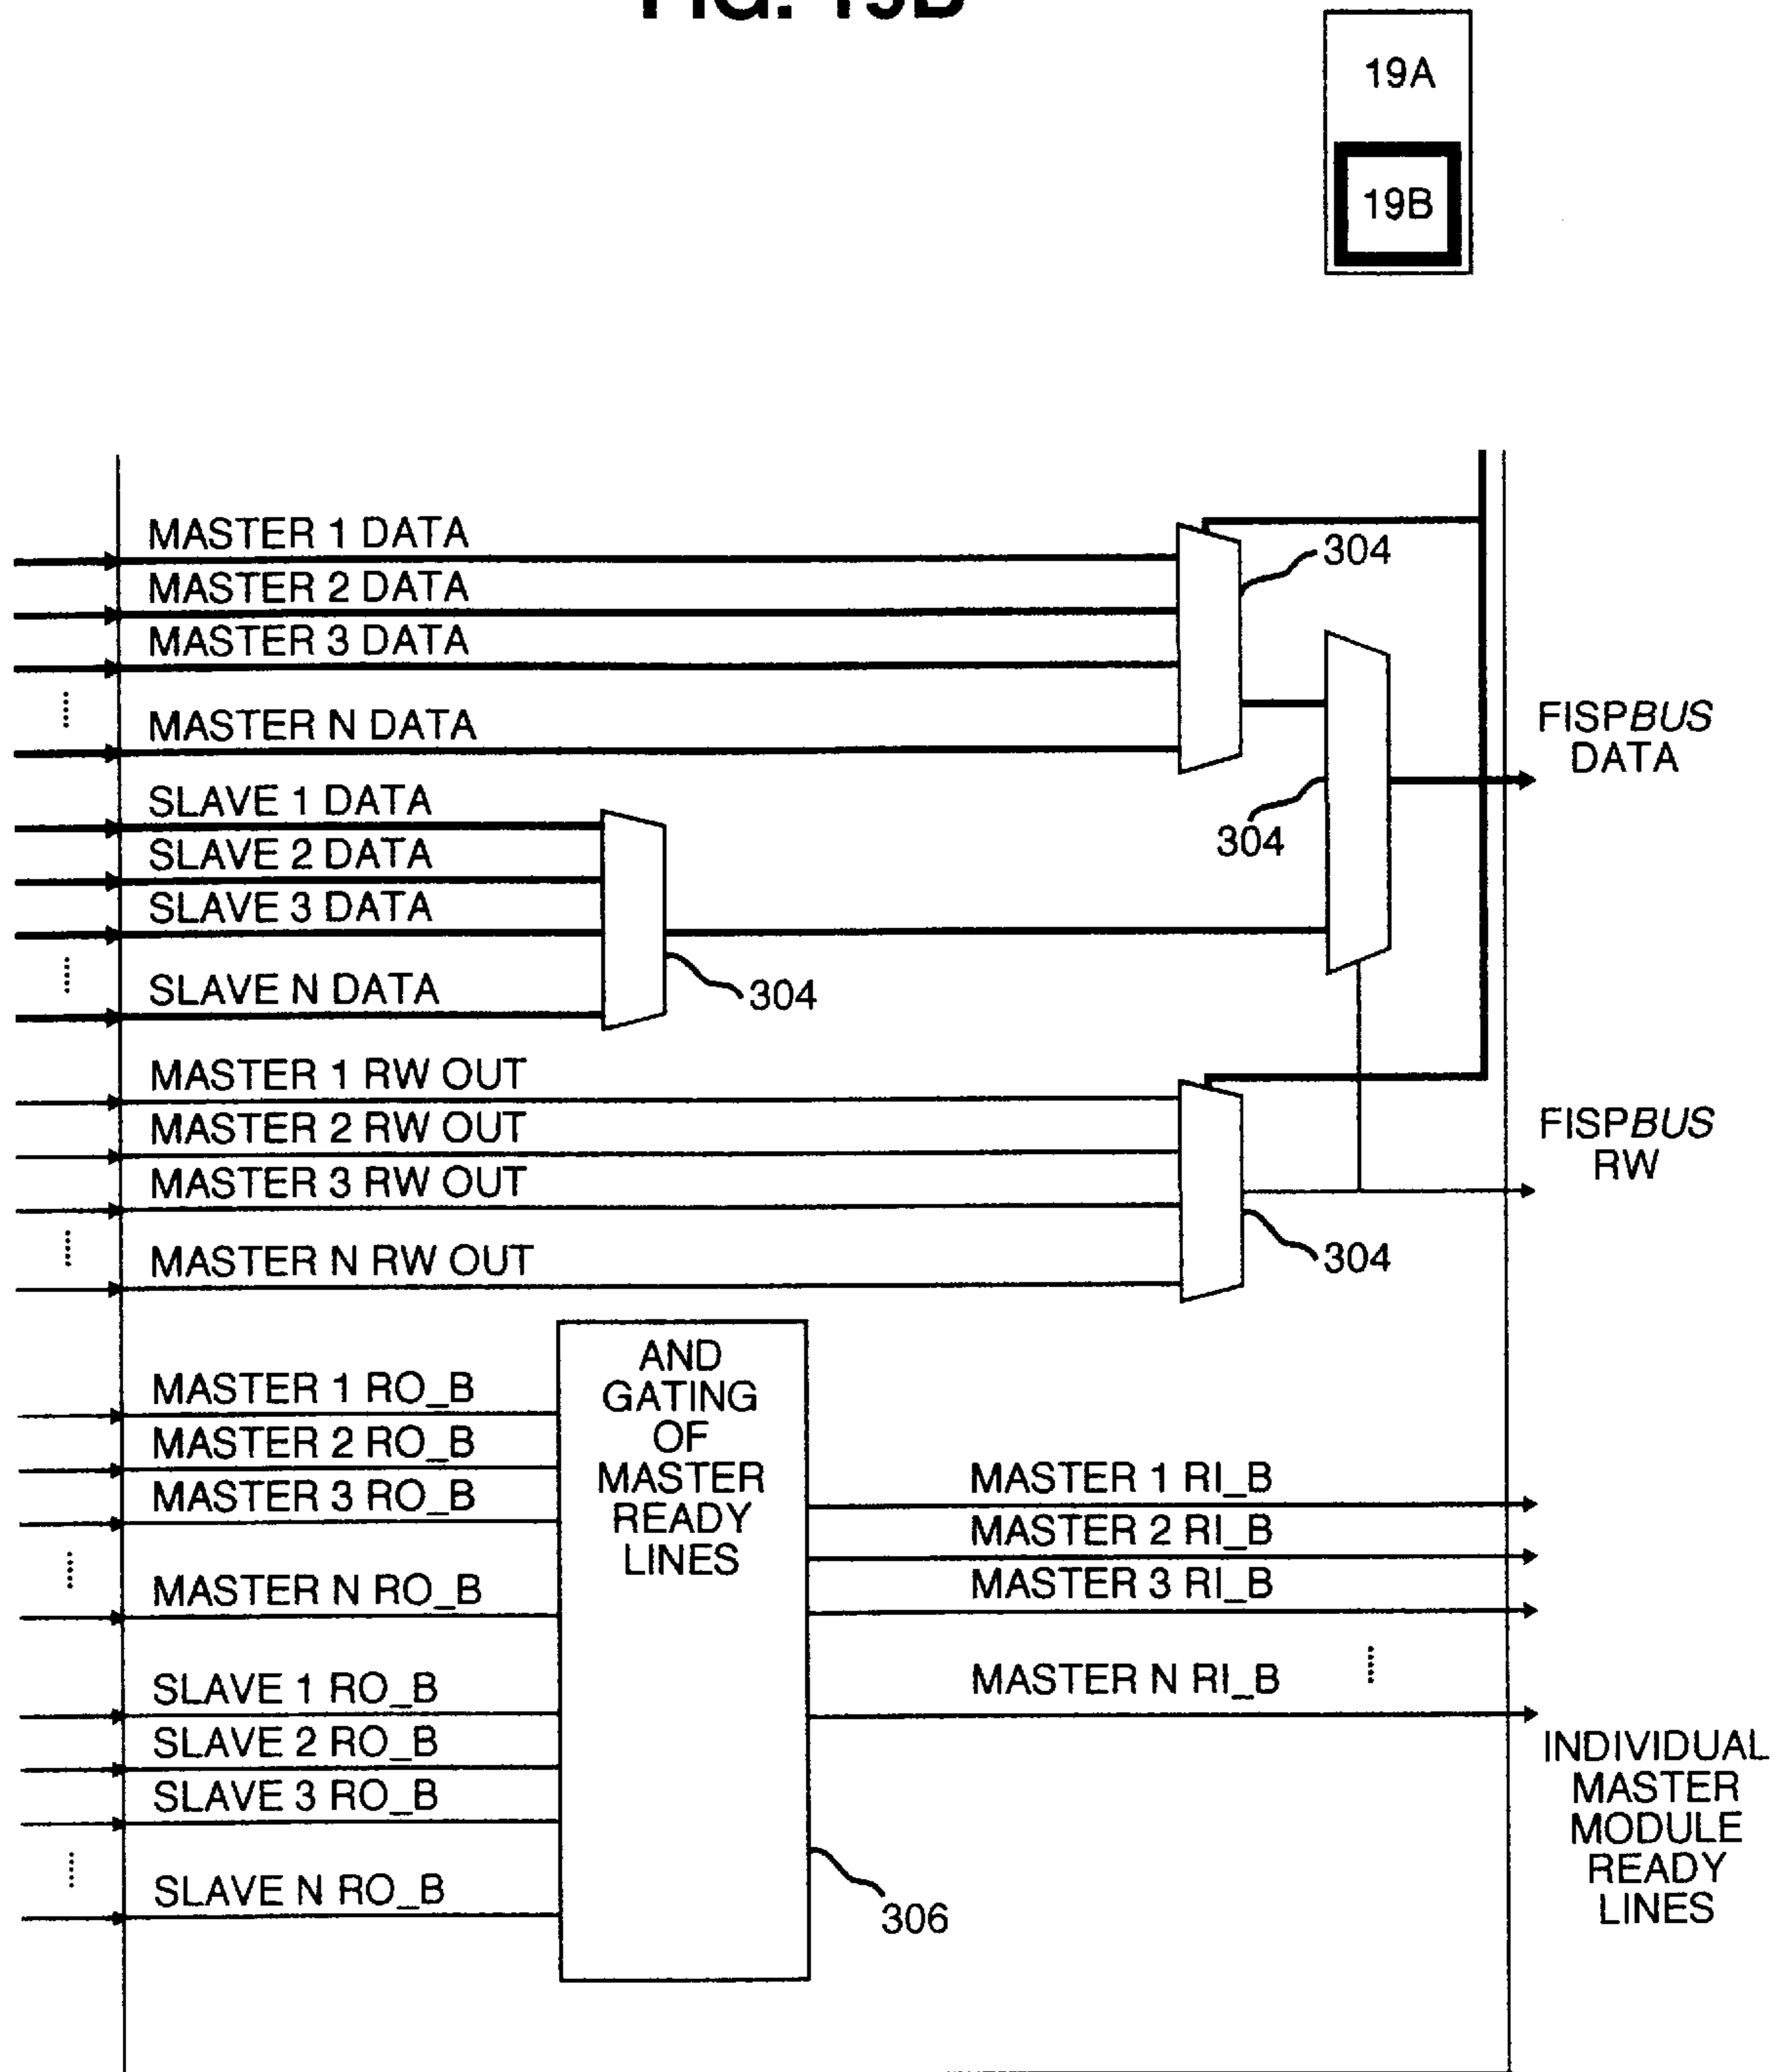 FIG. 19B
19A
19B
MASTER 1 DATA
MASTER 2 DATA
MASTER 3 DATA
MASTER N DATA
SLAVE 1 DATA
SLAVE 2 DATA
SLAVE 3 DATA
SLAVE N DATA
304
304
304
FISPBUS
DATA
MASTER 1 RW OUT
MASTER 2 RW OUT
MASTER 3 RW OUT
MASTER N RW OUT
304
FISPBUS
RW
MASTER 1 RO_B
MASTER 2 RO_B
MASTER 3 RO_B
MASTER N RO_B
SLAVE 1 RO_B
SLAVE 2 RO_B
SLAVE 3 RO_B
SLAVE N RO_B
AND
GATING
OF
MASTER
READY
LINES
306
MASTER 1 RI_B
MASTER 2 RI_B
MASTER 3 RI_B
MASTER N RI_B
INDIVIDUAL
MASTER
MODULE
READY
LINES